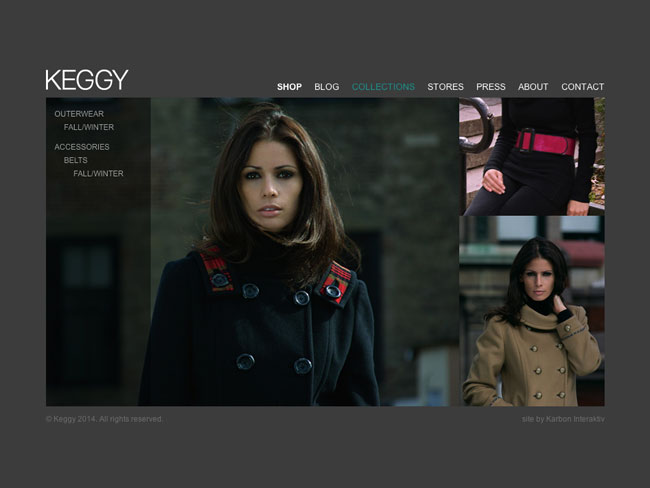 KEGGY
SHOP BLOG COLLECTIONS STORES PRESS ABOUT CONTACT
OUTERWEAR
FALL/WINTER
ACCESSORIES
BELTS
FALL/WINTER
© Keggy 2014. All rights reserved.
site by Karbon Interaktiv